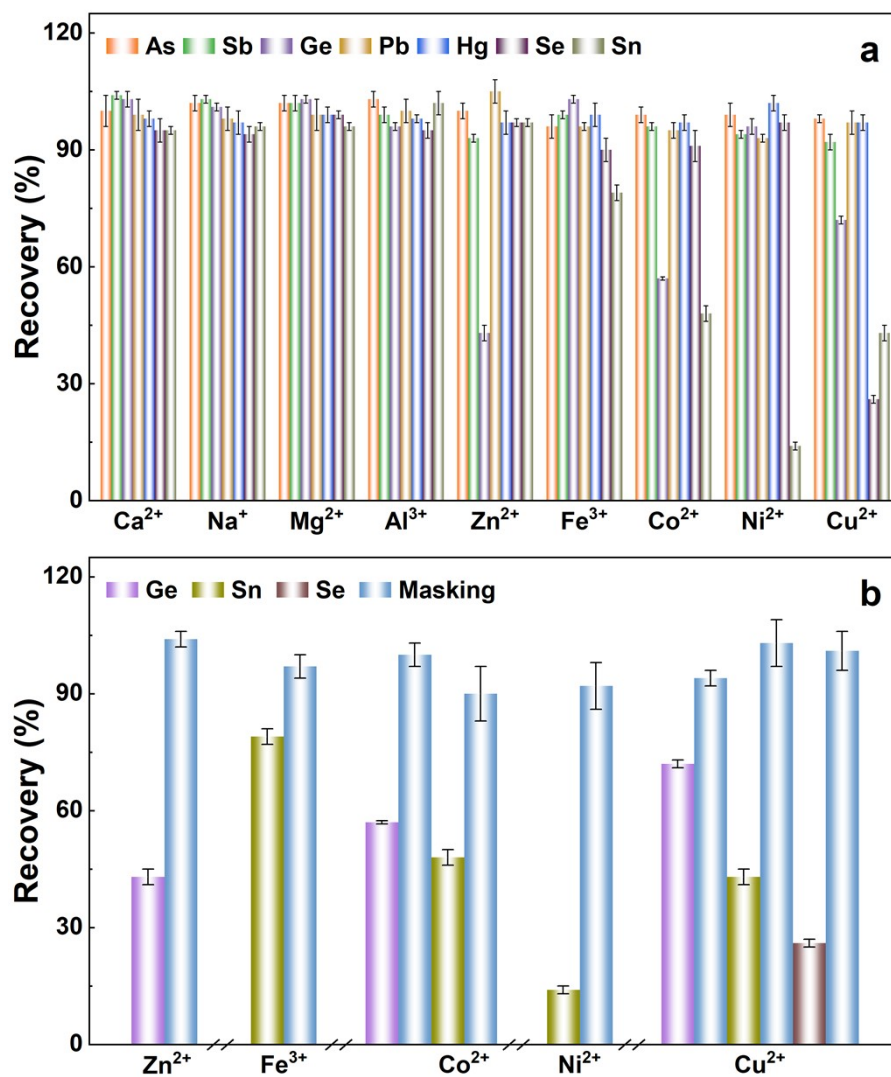 120
As Sb Ge Pb Hg Se Sn
a
90
60
30
0
Recovery (%)
Ca²⁺ Na⁺ Mg²⁺ Al³⁺ Zn²⁺ Fe³⁺ Co²⁺ Ni²⁺ Cu²⁺
120
Ge Sn Se Masking
b
90
60
30
0
Recovery (%)
Zn²⁺ Fe³⁺ Co²⁺ Ni²⁺ Cu²⁺